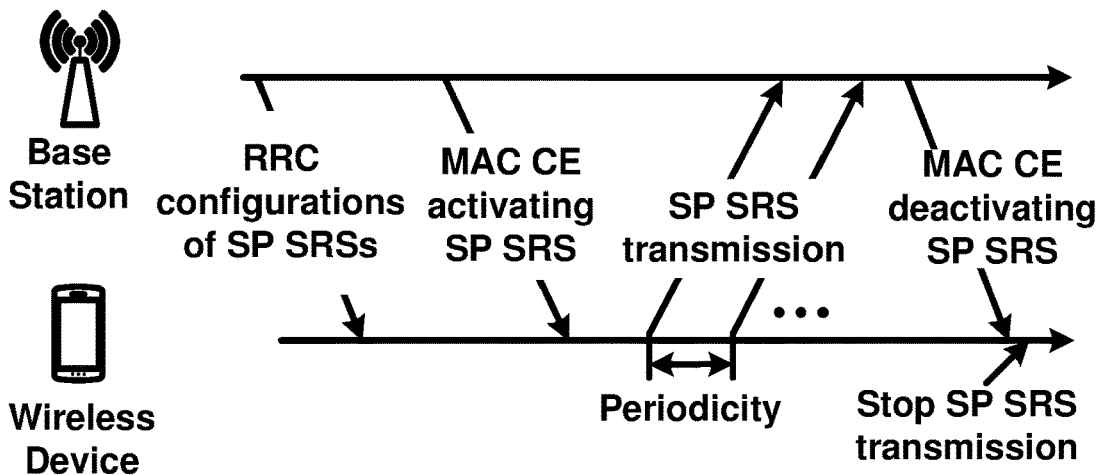 Base
Station
RRC
configurations
of SP SRSs
MAC CE
activating
SP SRS
SP SRS
transmission
MAC CE
deactivating
SP SRS
Wireless
Device
Periodicity
Stop SP SRS
transmission